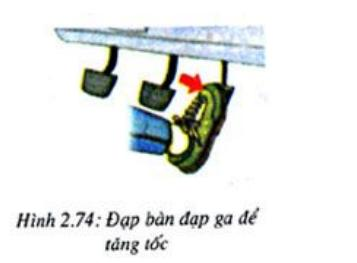 Hình 2.74: Đạp bàn đạp ga để
tăng tốc